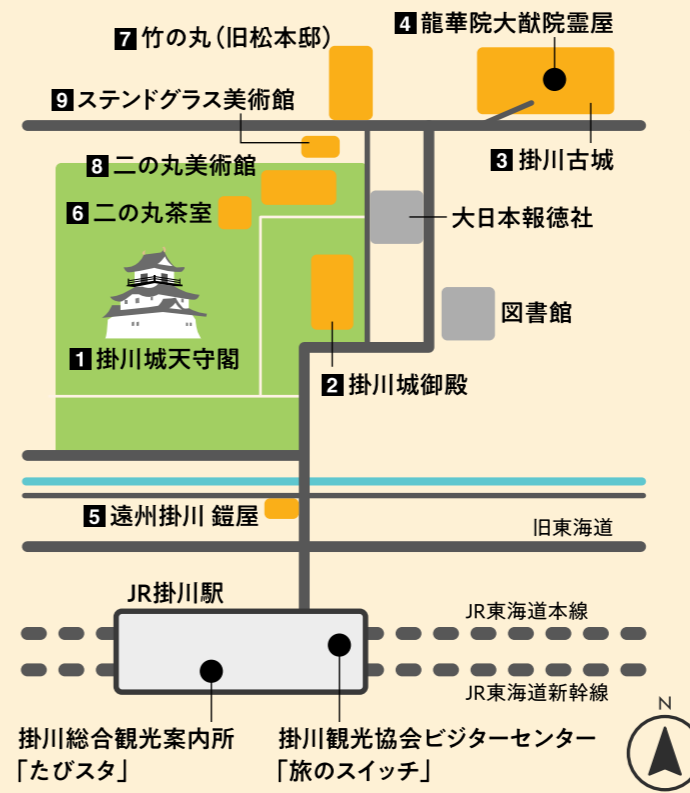 4 龍華院大猷院霊屋
7 竹の丸（旧松本邸）
9 ステンドグラス美術館
3 掛川古城
8 二の丸美術館
6 二の丸茶室
大日本報徳社
図書館
1 掛川城天守閣
2 掛川城御殿
5 遠州掛川 鎧屋
旧東海道
JR掛川駅
JR東海道本線
JR東海道新幹線
N
掛川総合観光案内所
「たびスタ」
掛川観光協会ビジターセンター
「旅のスイッチ」